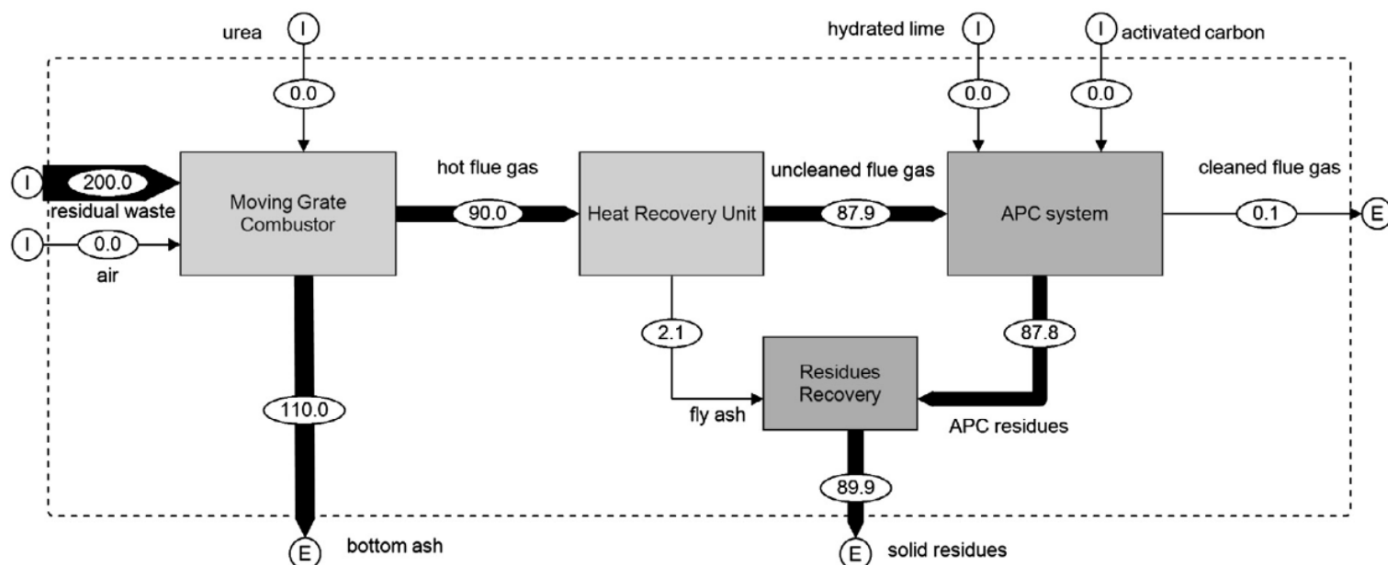 urea
I
hydrated lime
I
I
activated carbon
0.0
0.0
0.0
I
200.0
residual waste
Moving Grate
Combustor
hot flue gas
90.0
Heat Recovery Unit
uncleaned flue gas
87.9
APC system
cleaned flue gas
0.1
E
I
0.0
air
2.1
87.8
110.0
fly ash
Residues
Recovery
APC residues
89.9
E
bottom ash
E
solid residues